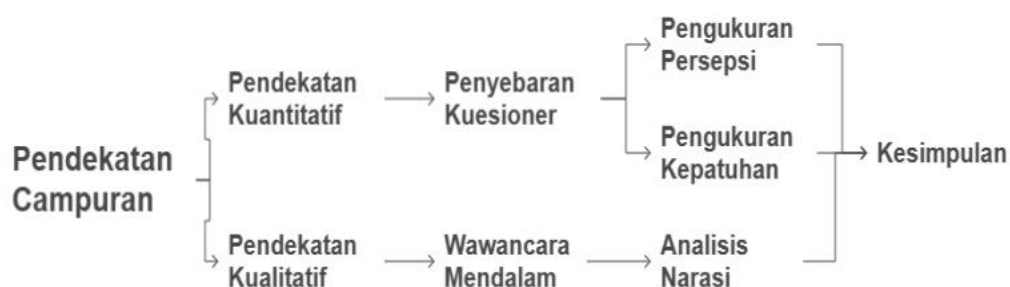 Pendekatan
Campuran
Pendekatan
Kuantitatif
Penyebaran
Kuesioner
Pengukuran
Persepsi
Pengukuran
Kepatuhan
Pendekatan
Kualitatif
Wawancara
Mendalam
Analisis
Narasi
Kesimpulan